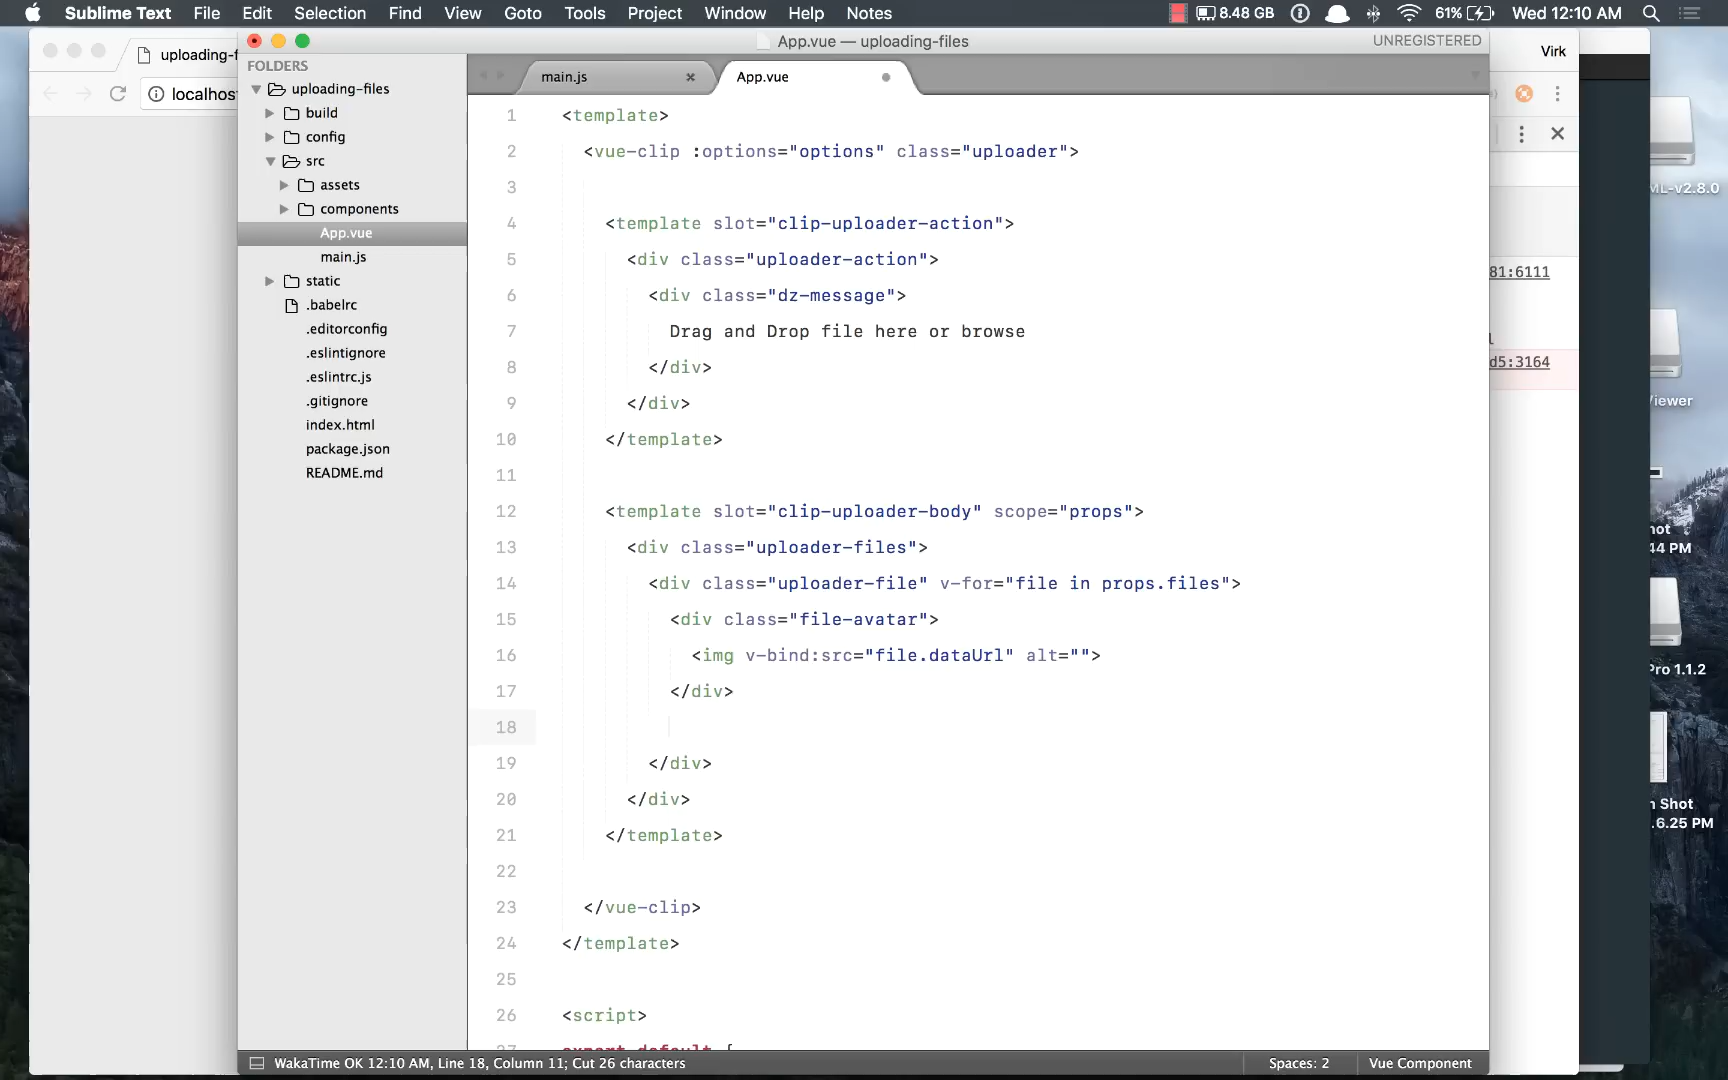 Sublime Text File Edit Selection Find View Goto Tools Project Window Help Notes 8.48 GB 61% Wed 12:10 AM
uploading-f
localhos
App.vue — uploading-files
UNREGISTERED
Virk
FOLDERS
uploading-files
build
config
src
assets
components
App.vue
main.js
static
.babelrc
.editorconfig
.eslintignore
.eslintrc.js
.gitignore
index.html
package.json
README.md
main.js
App.vue
1 <template>
2 <vue-clip :options="options" class="uploader">
3
4 <template slot="clip-uploader-action">
5 <div class="uploader-action">
6 <div class="dz-message">
7 Drag and Drop file here or browse
8 </div>
9 </div>
10 </template>
11
12 <template slot="clip-uploader-body" scope="props">
13 <div class="uploader-files">
14 <div class="uploader-file" v-for="file in props.files">
15 <div class="file-avatar">
16 <img v-bind:src="file.dataUrl" alt="">
17 </div>
18
19 </div>
20 </div>
21 </template>
22
23 </vue-clip>
24 </template>
25
26 <script>
81:6111
d5:3164
ML-v2.8.0
iewer
hot
44 PM
Pro 1.1.2
n Shot
.6.25 PM
WakaTime OK 12:10 AM, Line 18, Column 11; Cut 26 characters
Spaces: 2
Vue Component